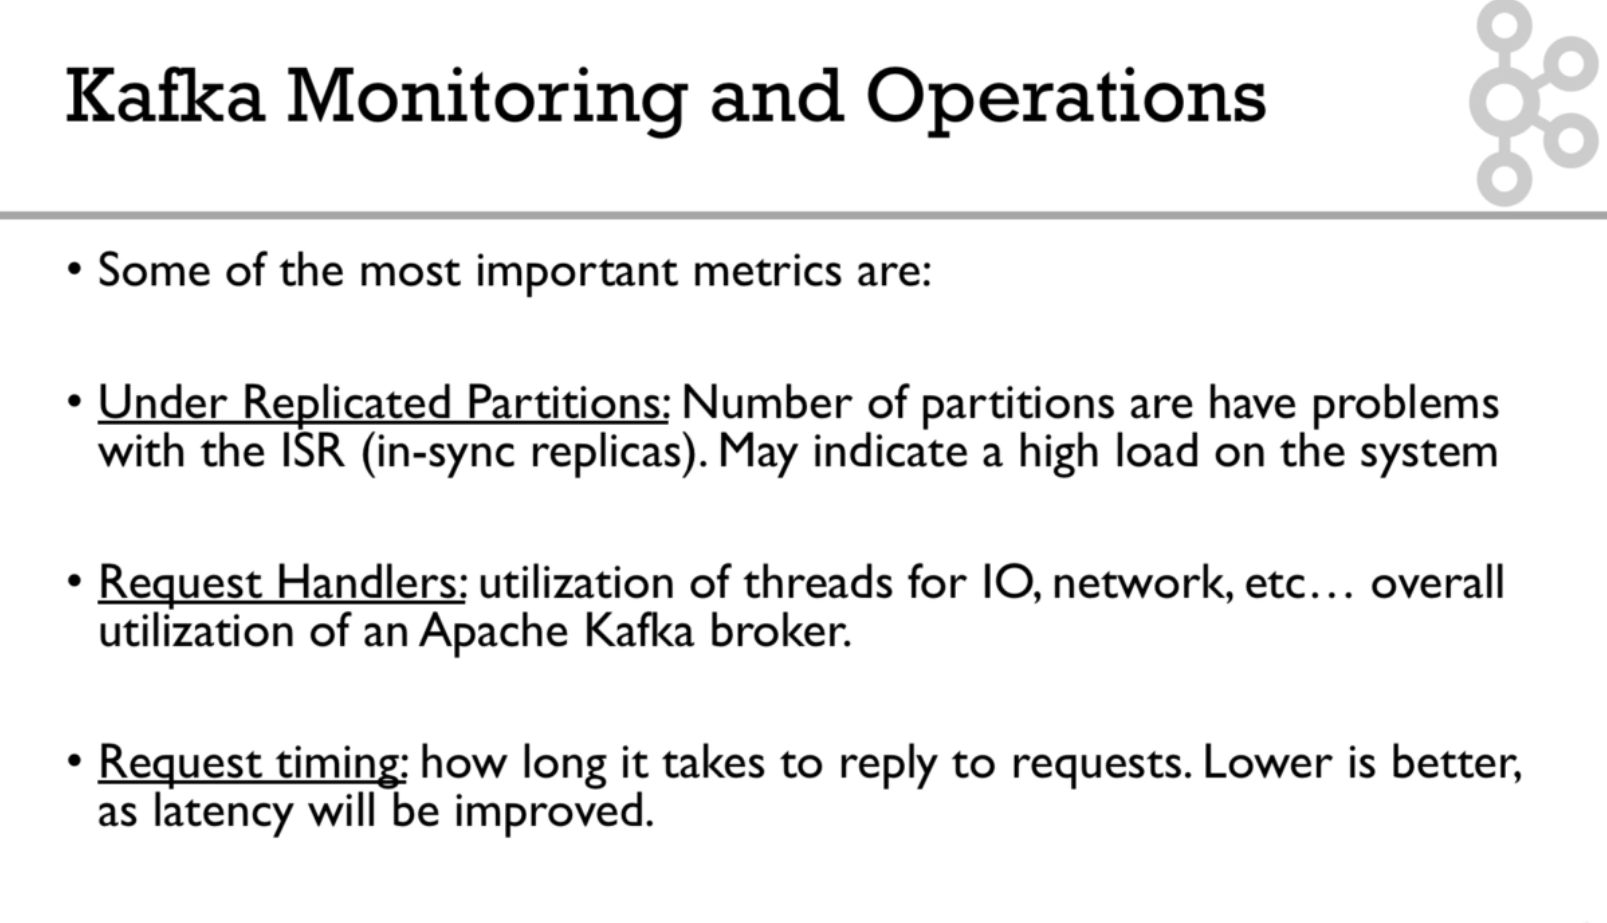 Kafka Monitoring and Operations
• Some of the most important metrics are:
• Under Replicated Partitions: Number of partitions are have problems
with the ISR (in-sync replicas). May indicate a high load on the system
• Request Handlers: utilization of threads for IO, network, etc… overall
utilization of an Apache Kafka broker.
• Request timing: how long it takes to reply to requests. Lower is better,
as latency will be improved.